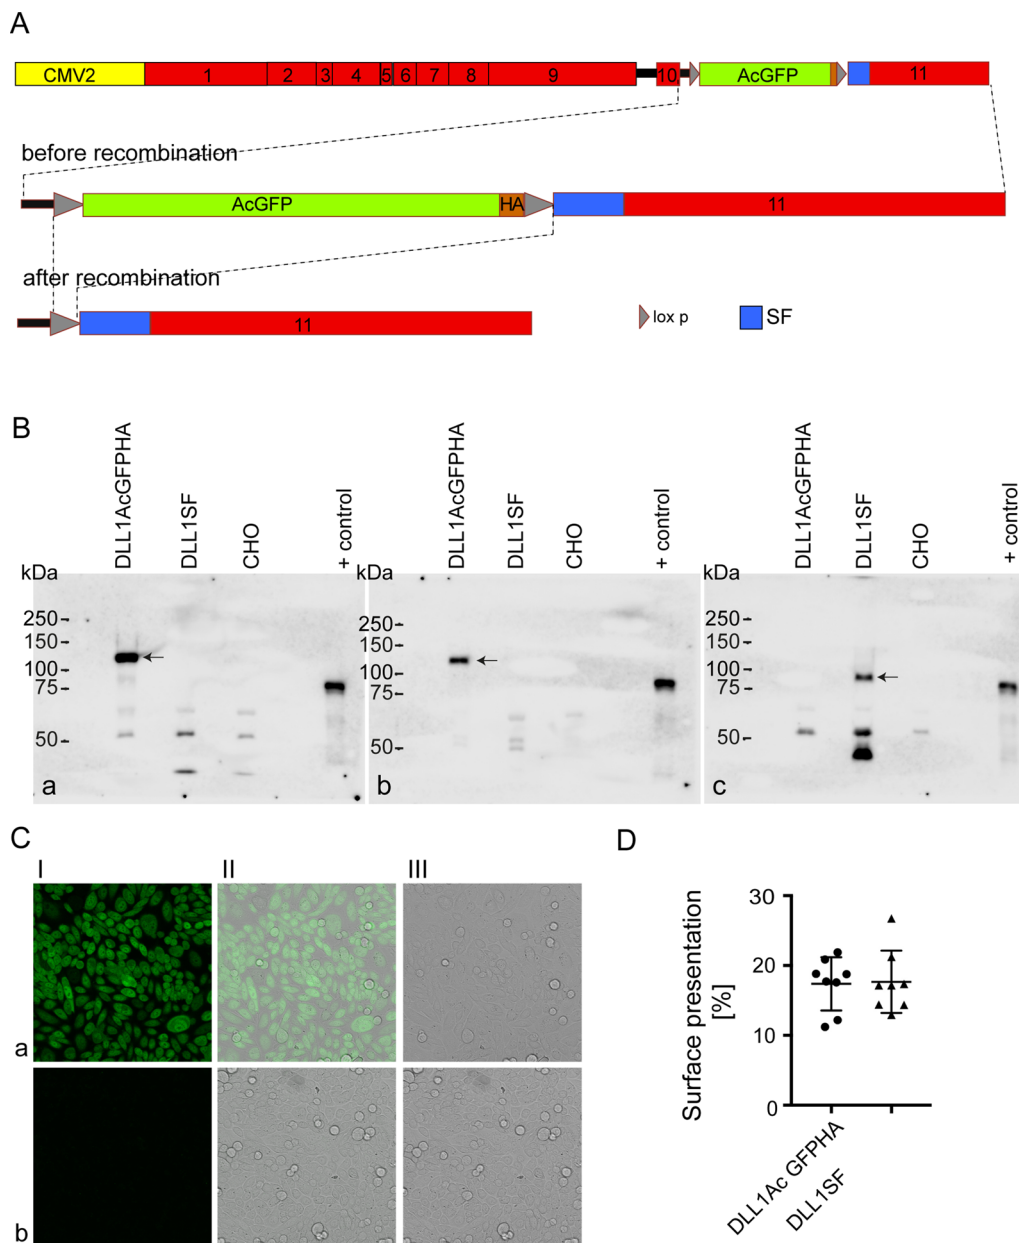 A
CMV2 1 2 3 4 5 6 7 8 9 10 AcGFP 11
before recombination
AcGFP HA 11
after recombination
11 lox p SF
B
DLL1AcGFPHA DLL1SF CHO + control
DLL1AcGFPHA DLL1SF CHO + control
DLL1AcGFPHA DLL1SF CHO + control
kDa
250
150
100
75
50
a
kDa
250
150
100
75
50
b
kDa
250
150
100
75
50
c
C
I II III
a
b
D
Surface presentation
[%]
30
20
10
0
DLL1Ac GFPHA
DLL1SF